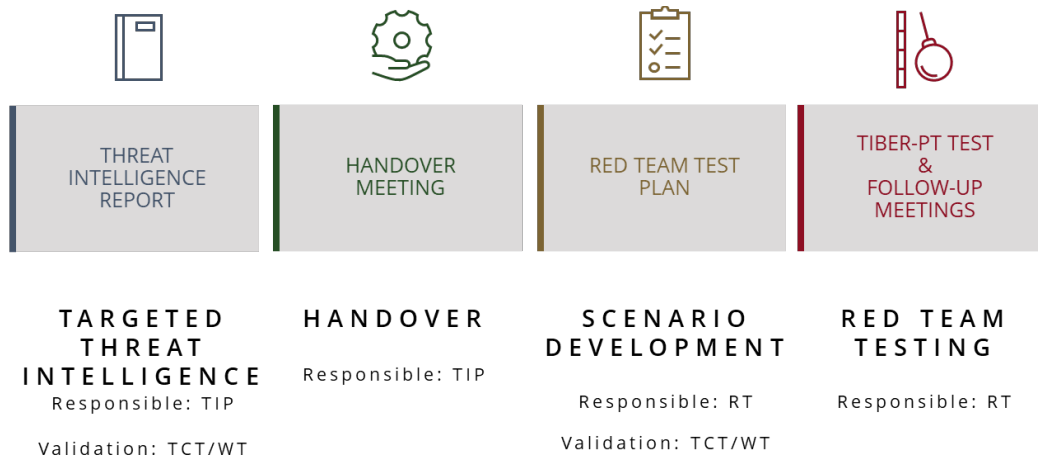 THREAT
INTELLIGENCE
REPORT
HANDOVER
MEETING
RED TEAM TEST
PLAN
TIBER-PT TEST
&
FOLLOW-UP
MEETINGS
TARGETED
THREAT
INTELLIGENCE
Responsible: TIP
Validation: TCT/WT
HANDOVER
Responsible: TIP
SCENARIO
DEVELOPMENT
Responsible: RT
Validation: TCT/WT
RED TEAM
TESTING
Responsible: RT